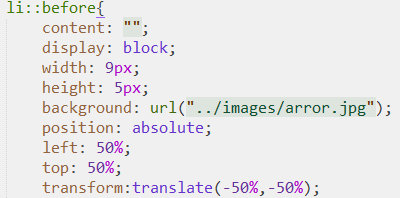 li::before{
content: "";
display: block;
width: 9px;
height: 5px;
background: url("../images/arror.jpg");
position: absolute;
left: 50%;
top: 50%;
transform:translate(-50%,-50%);